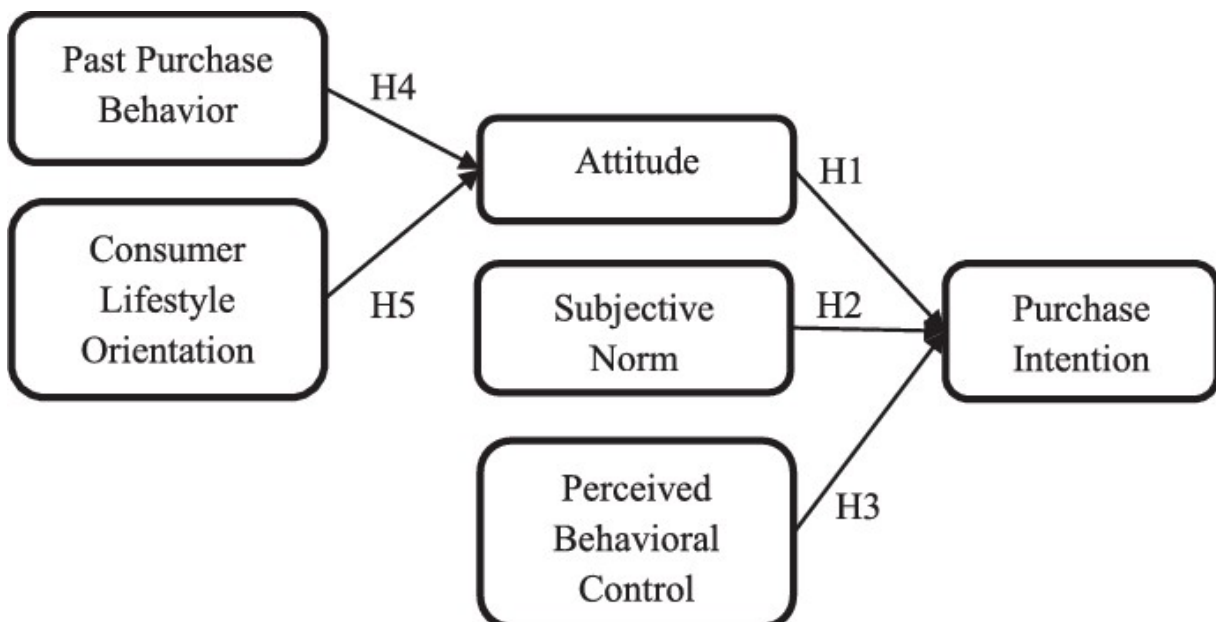 Past Purchase
Behavior
H4
Consumer
Lifestyle
Orientation
H5
Attitude
H1
Subjective
Norm
H2
Perceived
Behavioral
Control
H3
Purchase
Intention